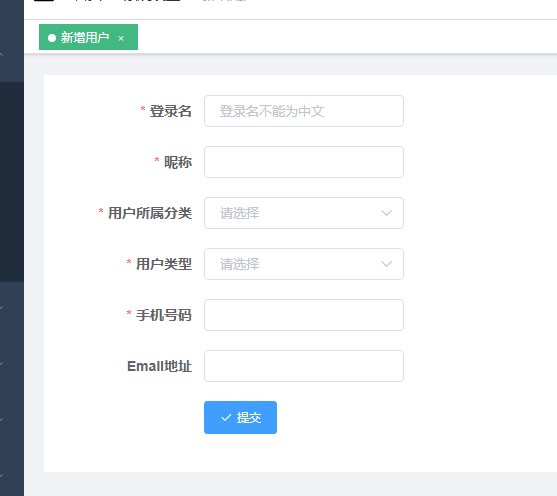 新增用户 ×
* 登录名 登录名不能为中文
* 昵称
* 用户所属分类 请选择
* 用户类型 请选择
* 手机号码
Email地址
提交